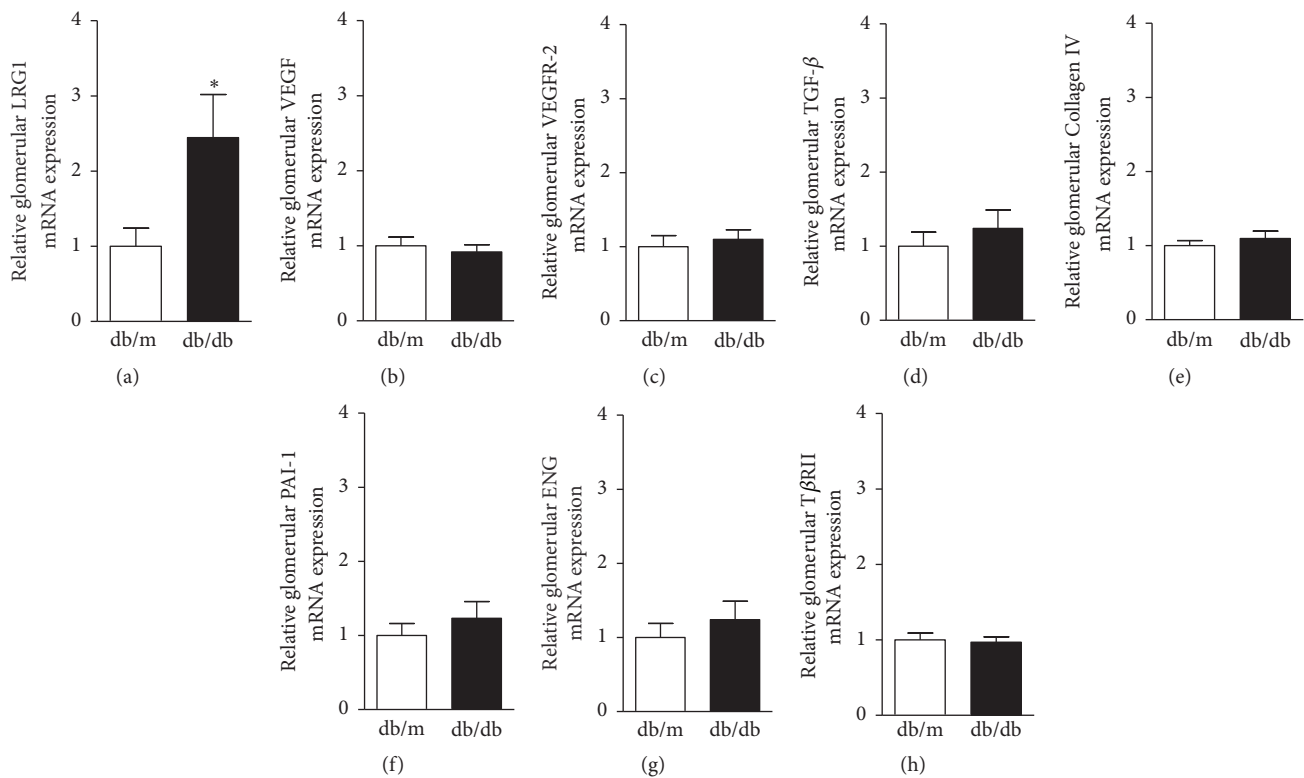 Relative glomerular LRG1
mRNA expression
4
3
2
1
0
*
db/m
db/db
(a)
Relative glomerular VEGF
mRNA expression
4
3
2
1
0
db/m
db/db
(b)
Relative glomerular VEGFR-2
mRNA expression
4
3
2
1
0
db/m
db/db
(c)
Relative glomerular TGF-β
mRNA expression
4
3
2
1
0
db/m
db/db
(d)
Relative glomerular Collagen IV
mRNA expression
4
3
2
1
0
db/m
db/db
(e)
Relative glomerular PAI-1
mRNA expression
4
3
2
1
0
db/m
db/db
(f)
Relative glomerular ENG
mRNA expression
4
3
2
1
0
db/m
db/db
(g)
Relative glomerular TβRII
mRNA expression
4
3
2
1
0
db/m
db/db
(h)